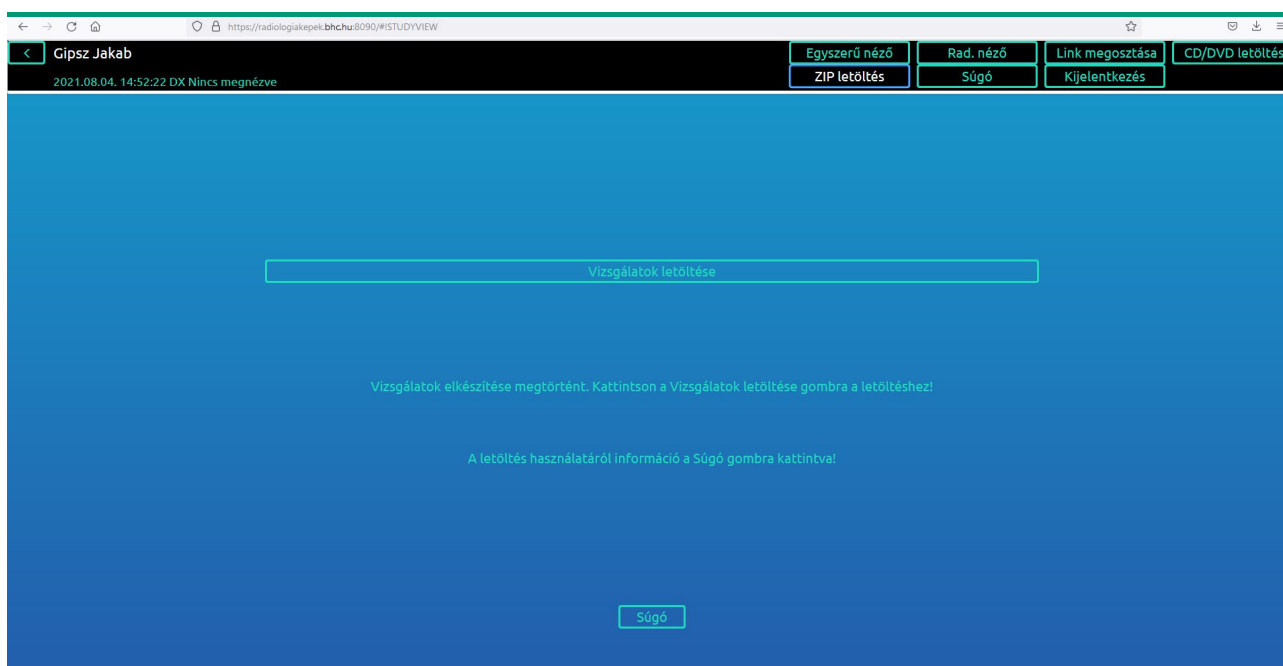 https://radiologiakepek.bhc.hu:8090/#ISTUDYVIEW
< Gipsz Jakab
Egyszerű néző Rad. néző Link megosztása CD/DVD letöltés
2021.08.04. 14:52:22 DX Nincs megnézve
ZIP letöltés Súgó Kijelentkezés
Vizsgálatok letöltése
Vizsgálatok elkészítése megtörtént. Kattintson a Vizsgálatok letöltése gombra a letöltéshez!
A letöltés használatáról információ a Súgó gombra kattintva!
Súgó